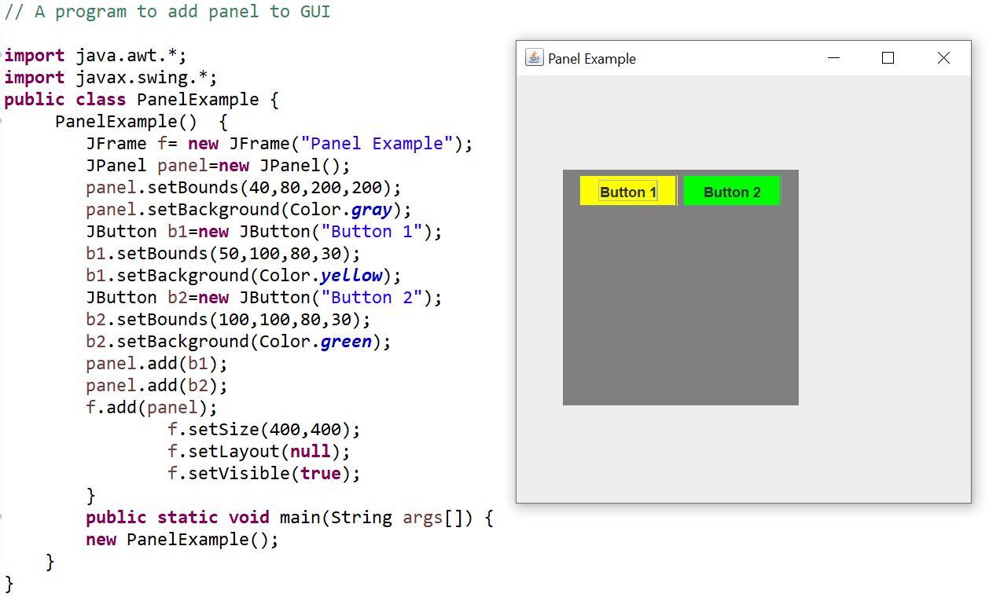 // A program to add panel to GUI
import java.awt.*;
import javax.swing.*;
public class PanelExample {
PanelExample()  {
JFrame f= new JFrame("Panel Example");
JPanel panel=new JPanel();
panel.setBounds(40,80,200,200);
panel.setBackground(Color.gray);
JButton b1=new JButton("Button 1");
b1.setBounds(50,100,80,30);
b1.setBackground(Color.yellow);
JButton b2=new JButton("Button 2");
b2.setBounds(100,100,80,30);
b2.setBackground(Color.green);
panel.add(b1);
panel.add(b2);
f.add(panel);
f.setSize(400,400);
f.setLayout(null);
f.setVisible(true);
}
public static void main(String args[]) {
new PanelExample();
}
}
Panel Example
Button 1 Button 2